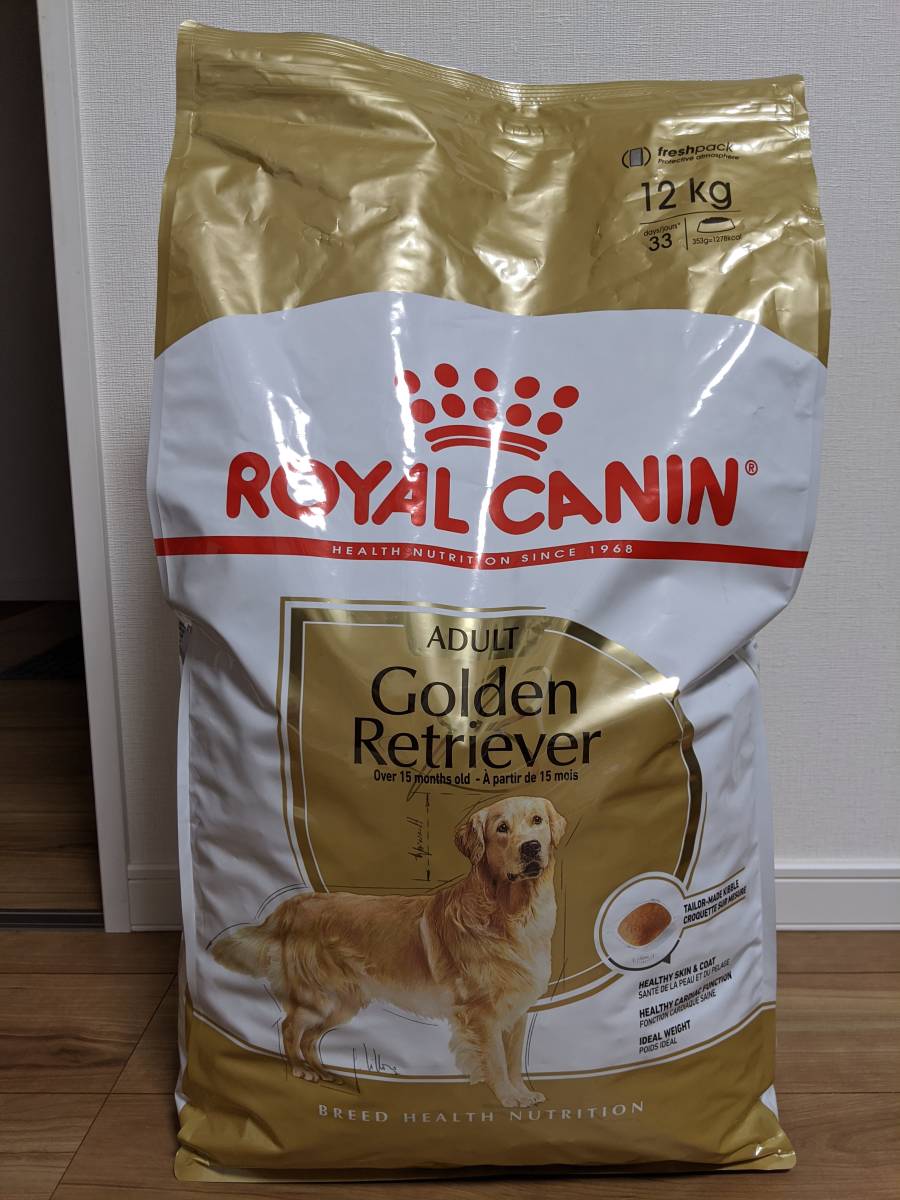 freshpack
Protective atmosphere
12 kg
days/jours*
33
353g=1278kcal
ROYAL CANIN®
HEALTH NUTRITION SINCE 1968
ADULT
Golden
Retriever
Over 15 months old - À partir de 15 mois
TAILOR-MADE KIBBLE
CROQUETTE SUR MESURE
HEALTHY SKIN & COAT
SANTÉ DE LA PEAU ET DU PELAGE
HEALTHY CARDIAC FUNCTION
FONCTION CARDIAQUE SAINE
IDEAL WEIGHT
POIDS IDÉAL
BREED HEALTH NUTRITION